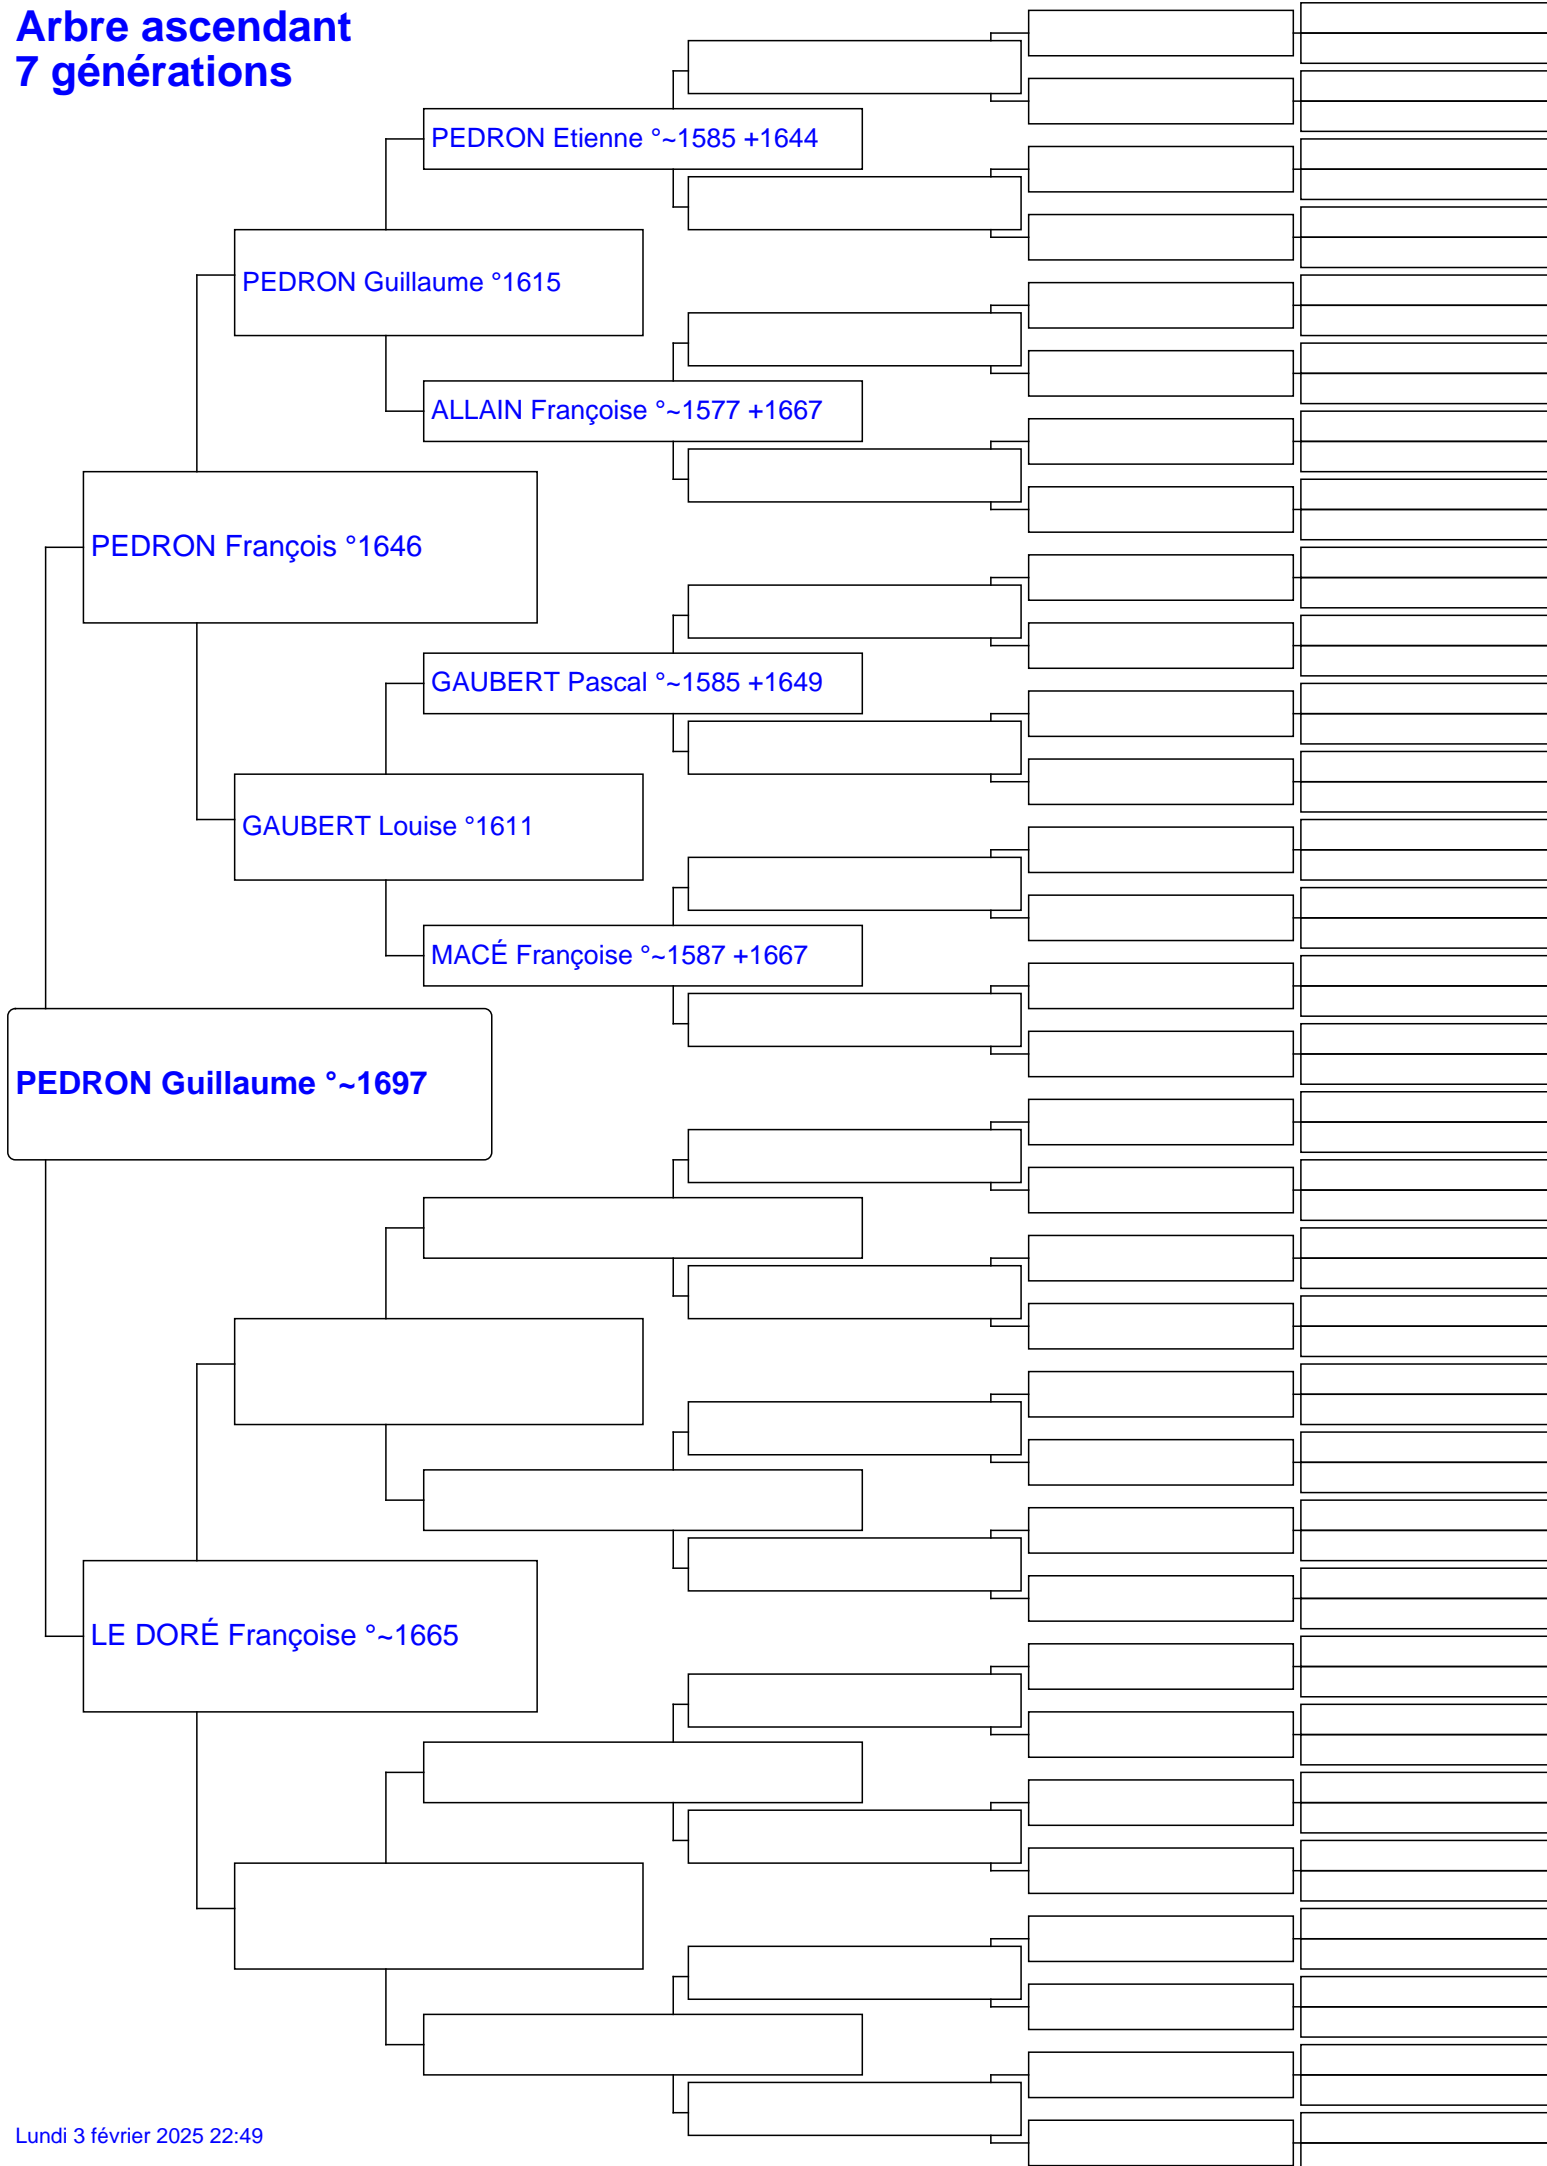 Arbre ascendant
7 générations
PEDRON Etienne °~1585 +1644
PEDRON Guillaume °1615
ALLAIN Françoise °~1577 +1667
PEDRON François °1646
GAUBERT Pascal °~1585 +1649
GAUBERT Louise °1611
MACÉ Françoise °~1587 +1667
PEDRON Guillaume °~1697
LE DORÉ Françoise °~1665
Lundi 3 février 2025 22:49